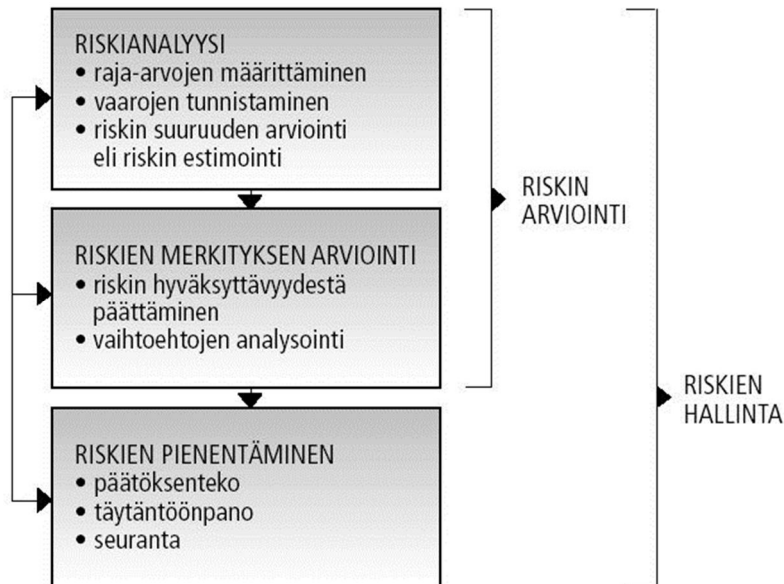 RISKIANALYYSI
• raja-arvojen määrittäminen
• vaarojen tunnistaminen
• riskin suuruuden arviointi
eli riskin estimointi
RISKIN
ARVIOINTI
RISKIEN MERKITYKSEN ARVIOINTI
• riskin hyväksyttävyydestä
päättäminen
• vaihtoehtojen analysointi
RISKIEN
HALLINTA
RISKIEN PIENENTÄMINEN
• päätöksenteko
• täytäntöönpano
• seuranta